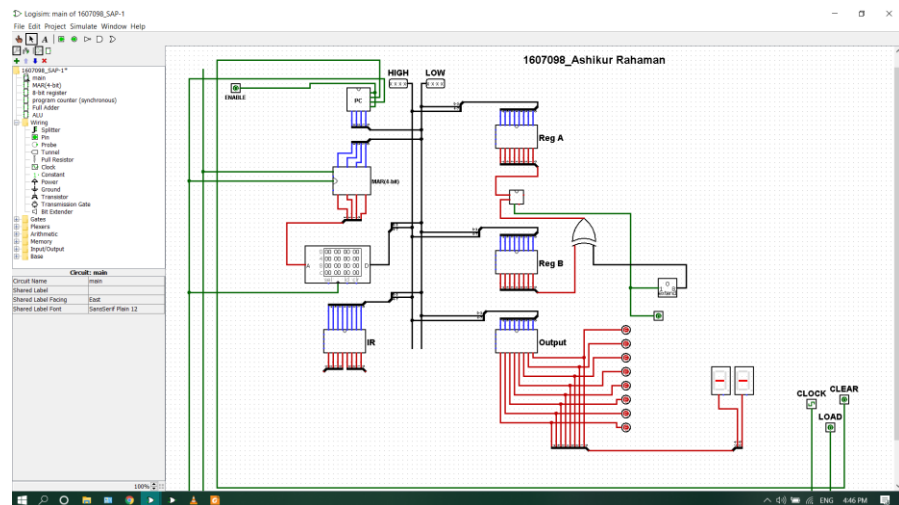 Logisim: main of 1607098_SAP-1
File Edit Project Simulate Window Help
1607098_SAP-1*
main
MAR(4-bit)
8-bit register
program counter (synchronous)
Full Adder
ALU
Wiring
Splitter
Pin
Probe
Tunnel
Pull Resistor
Clock
Constant
Power
Ground
Transistor
Transmission Gate
Bit Extender
Gates
Plexers
Arithmetic
Memory
Input/Output
Base
Circuit: main
Circuit Name main
Shared Label
Shared Label Facing East
Shared Label Font SansSerif Plain 12
100%
1607098_Ashikur Rahaman
HIGH LOW
ENABLE
PC
Reg A
MAR(4-bit)
A D
Reg B
extend
IR
Output
CLOCK CLEAR
LOAD
ENG 4:46 PM